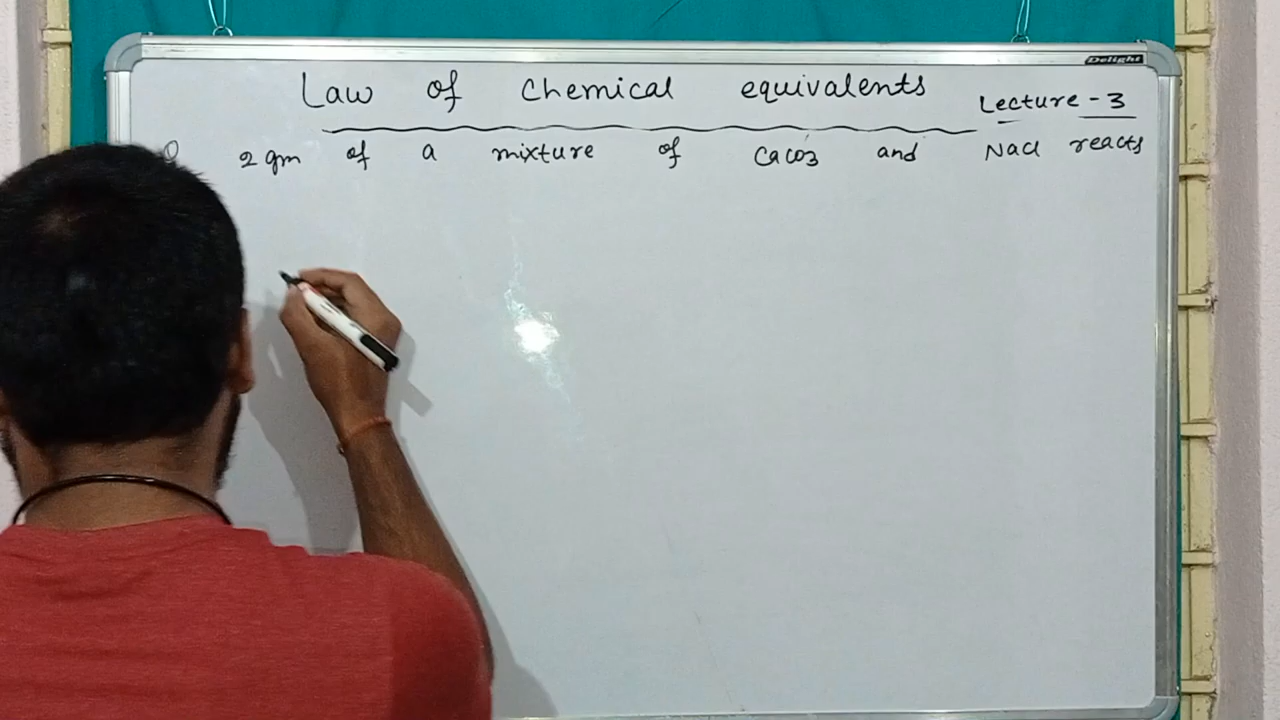 Delight
Law of Chemical equivalents
Lecture - 3
Q 2 gm of a mixture of CaCO3 and NaCl reacts